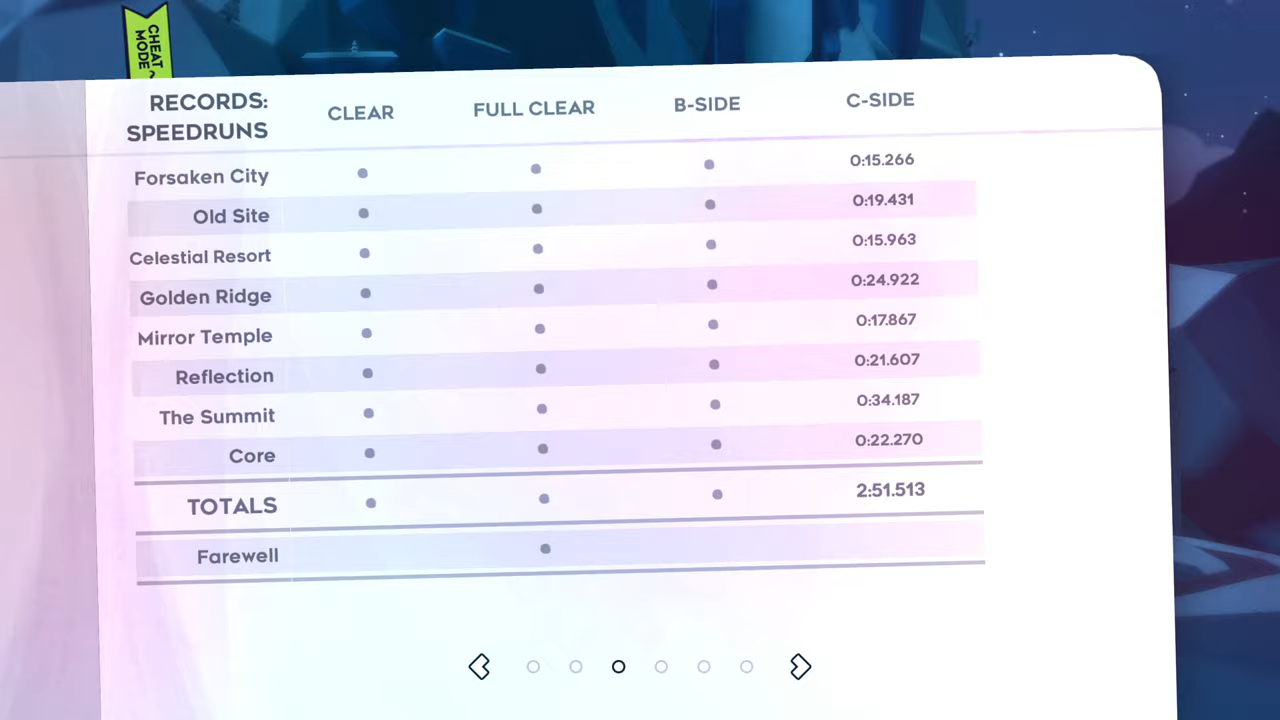 CHEAT
MODE
RECORDS:
SPEEDRUNS
CLEAR FULL CLEAR B-SIDE C-SIDE
Forsaken City 0:15.266
Old Site 0:19.431
Celestial Resort 0:15.963
Golden Ridge 0:24.922
Mirror Temple 0:17.867
Reflection 0:21.607
The Summit 0:34.187
Core 0:22.270
TOTALS 2:51.513
Farewell